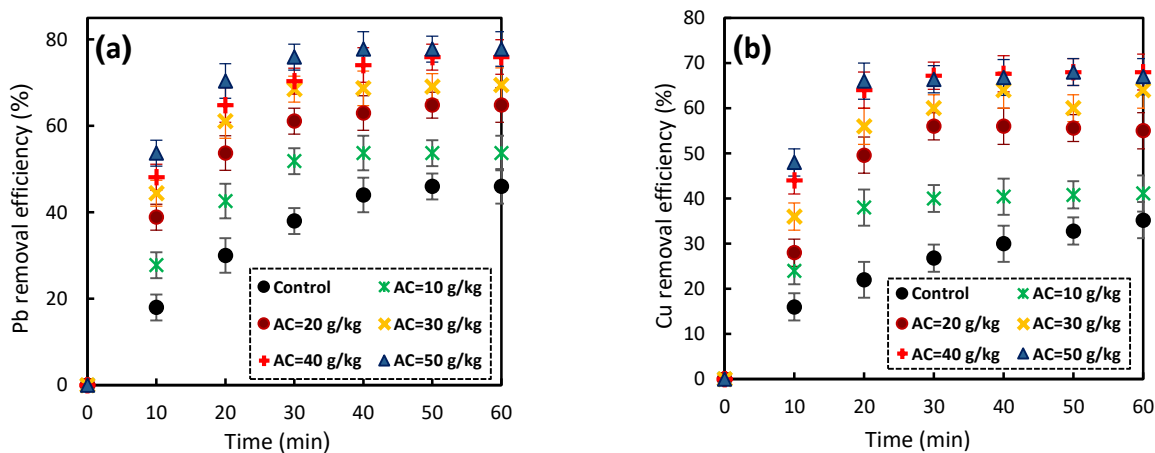 (a)
Pb removal efficiency (%)
80
60
40
20
0
0 10 20 30 40 50 60
Time (min)
Control AC=10 g/kg
AC=20 g/kg AC=30 g/kg
AC=40 g/kg AC=50 g/kg
(b)
Cu removal efficiency (%)
80
70
60
50
40
30
20
10
0
0 10 20 30 40 50 60
Time (min)
Control AC=10 g/kg
AC=20 g/kg AC=30 g/kg
AC=40 g/kg AC=50 g/kg